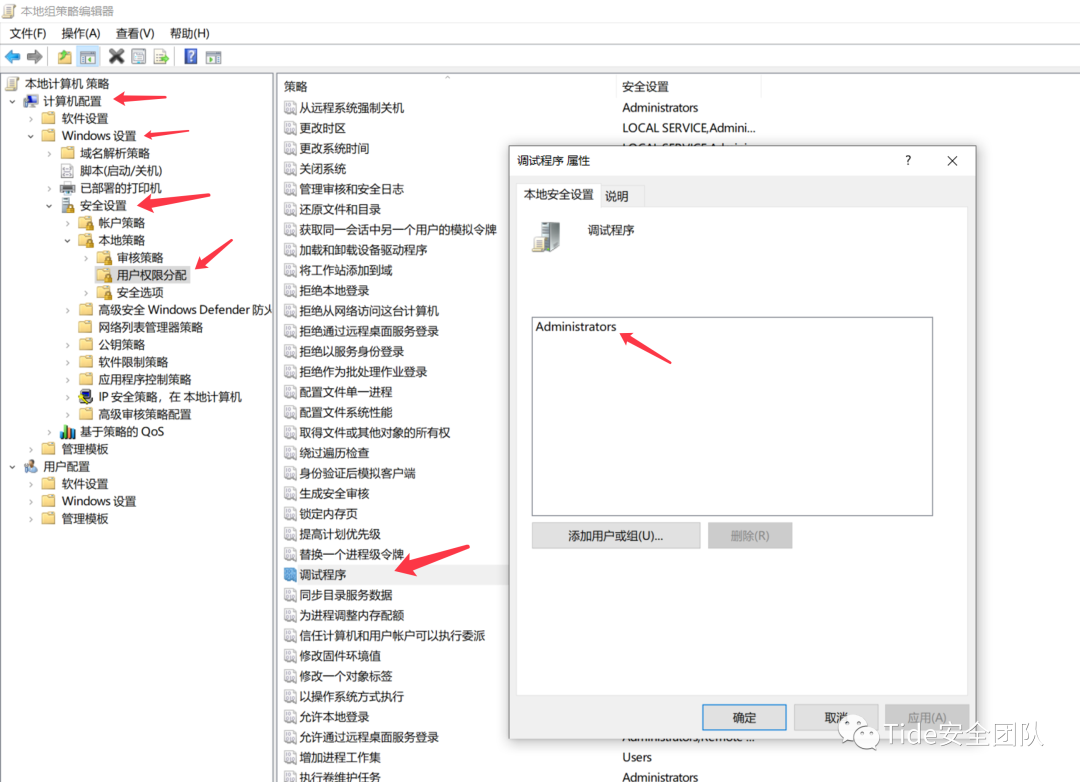 本地组策略编辑器
文件(F) 操作(A) 查看(V) 帮助(H)
本地计算机 策略
计算机配置
软件设置
Windows 设置
域名解析策略
脚本(启动/关机)
已部署的打印机
安全设置
帐户策略
本地策略
审核策略
用户权限分配
安全选项
高级安全 Windows Defender 防火
网络列表管理器策略
公钥策略
软件限制策略
应用程序控制策略
IP 安全策略，在 本地计算机
高级审核策略配置
基于策略的 QoS
管理模板
用户配置
软件设置
Windows 设置
管理模板
策略 安全设置
从远程系统强制关机 Administrators
更改时区 LOCAL SERVICE,Admini...
更改系统时间
关闭系统
管理审核和安全日志
还原文件和目录
获取同一会话中另一个用户的模拟令牌
加载和卸载设备驱动程序
将工作站添加到域
拒绝本地登录
拒绝从网络访问这台计算机
拒绝通过远程桌面服务登录
拒绝以服务身份登录
拒绝作为批处理作业登录
配置文件单一进程
配置文件系统性能
取得文件或其他对象的所有权
绕过遍历检查
身份验证后模拟客户端
生成安全审核
锁定内存页
提高计划优先级
替换一个进程级令牌
调试程序
同步目录服务数据
为进程调整内存配额
信任计算机和用户帐户可以执行委派
修改固件环境值
修改一个对象标签
以操作系统方式执行
允许本地登录
允许通过远程桌面服务登录 Administrators,Remote ...
增加进程工作集 Users
执行卷维护任务 Administrators
调试程序 属性
? 
本地安全设置 说明
调试程序
Administrators
添加用户或组(U)... 删除(R)
确定 取消 应用(A)
Tide安全团队